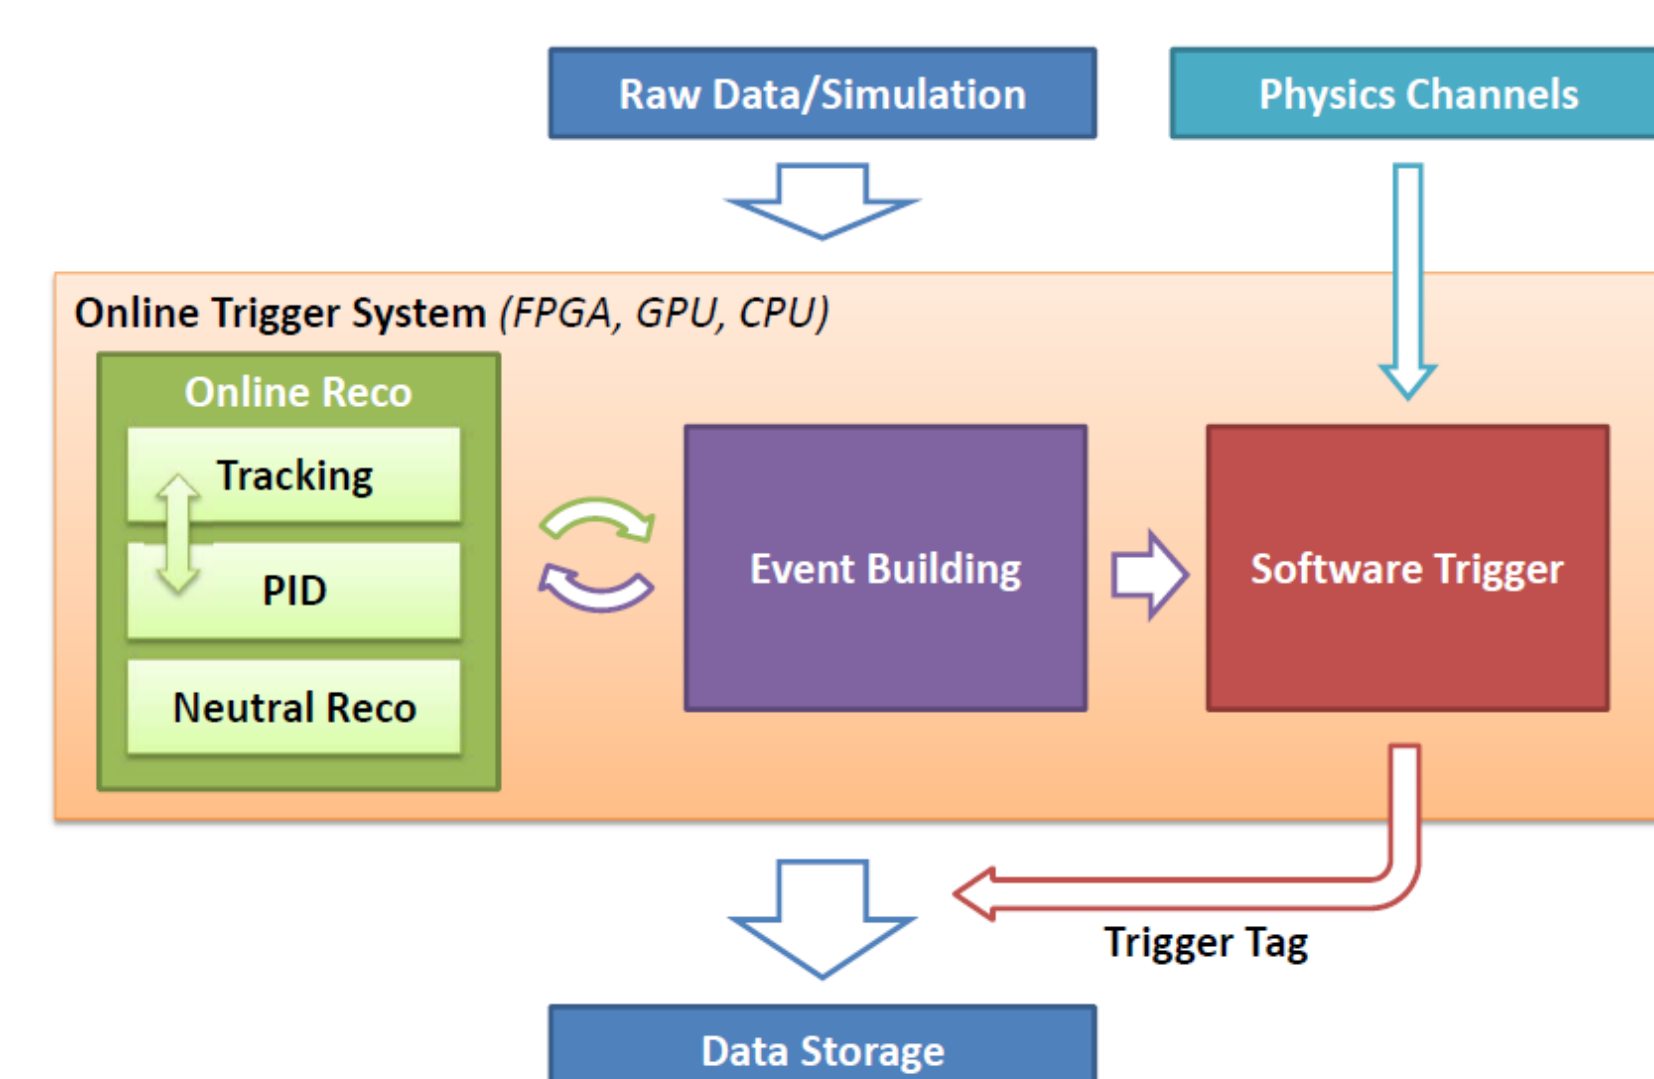 Raw Data/Simulation
Physics Channels
Online Trigger System (FPGA, GPU, CPU)
Online Reco
Tracking
PID
Neutral Reco
Event Building
Software Trigger
Trigger Tag
Data Storage